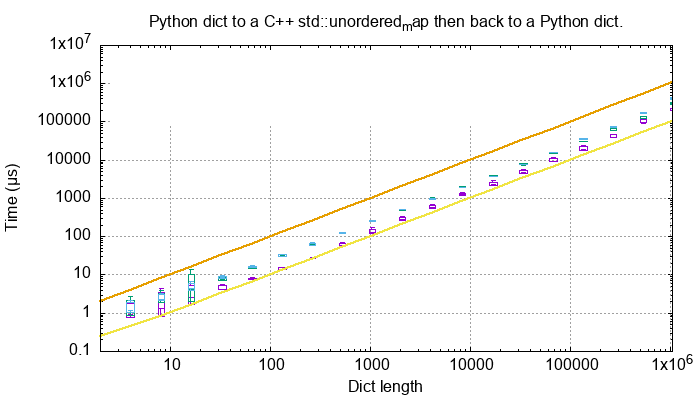 Python dict to a C++ std::unordered_map then back to a Python dict.
1x10^7
1x10^6
100000
10000
1000
100
10
1
0.1
Time (µs)
10 100 1000 10000 100000 1x10^6
Dict length